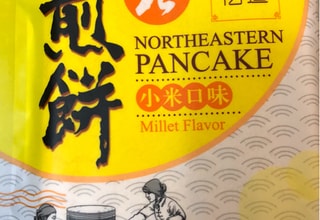 煎餅
NORTHEASTERN
PANCAKE
小米口味
Millet Flavor